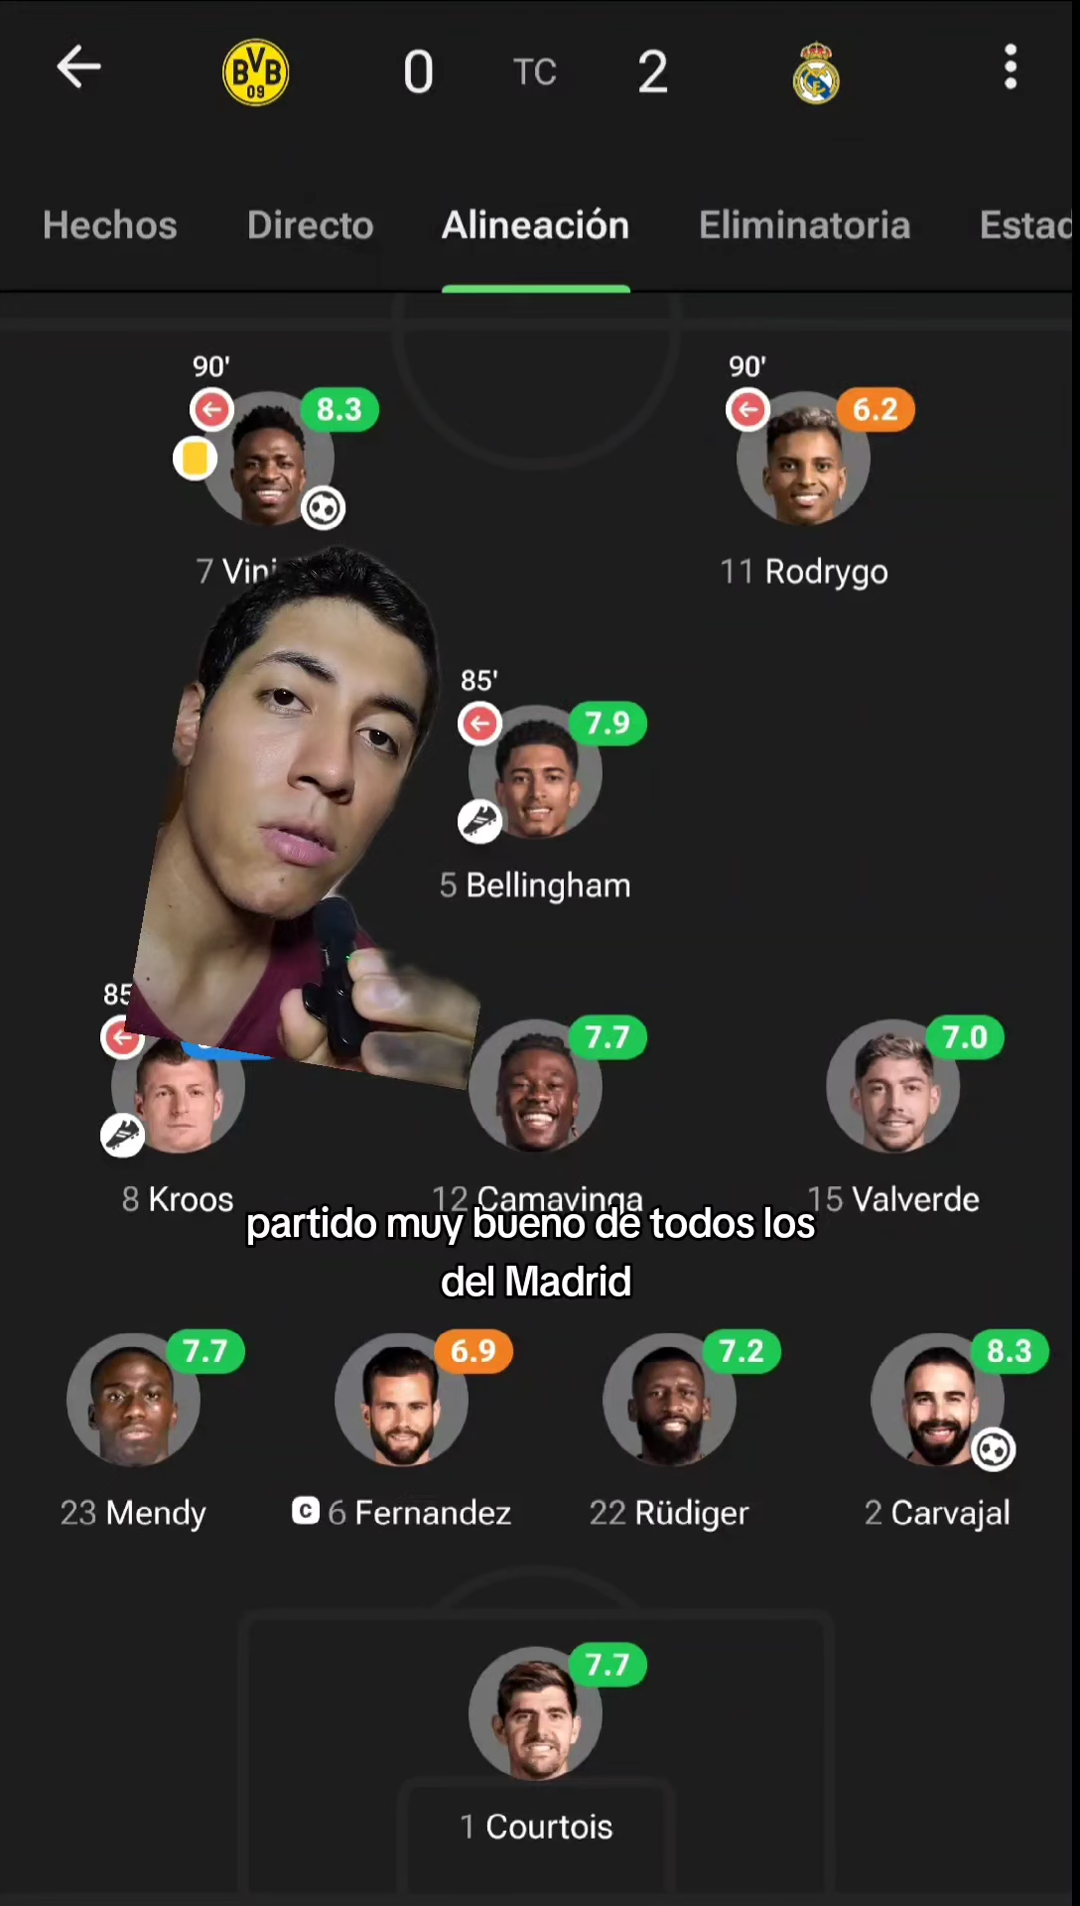 BVB 09
0 TC 2
Hechos Directo Alineación Eliminatoria Estad
90' 90'
8.3 6.2
7 Vini 11 Rodrygo
85'
7.9
5 Bellingham
85
7.7 7.0
8 Kroos 12 Camavinga 15 Valverde
partido muy bueno de todos los
del Madrid
7.7 6.9 7.2 8.3
23 Mendy C 6 Fernandez 22 Rüdiger 2 Carvajal
7.7
1 Courtois